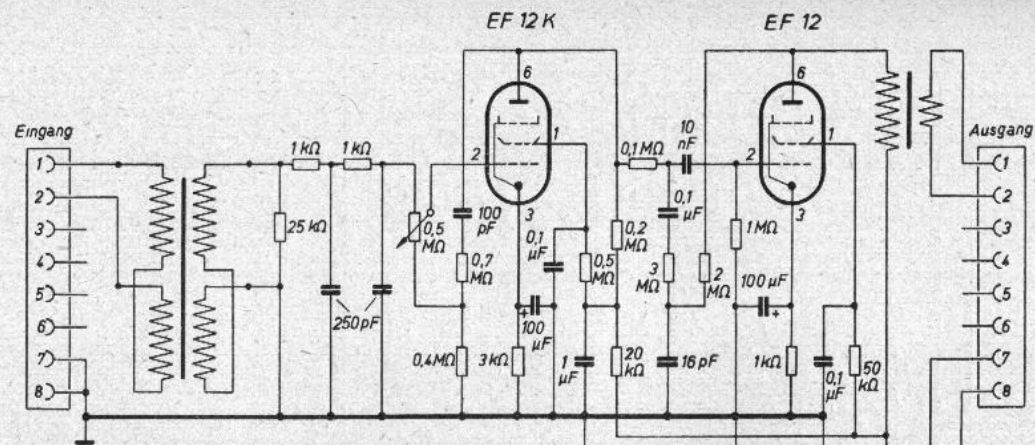 EF 12 K
EF 12
Eingang
1
2
3
4
5
6
7
8
1 kΩ
1 kΩ
25 kΩ
250 pF
0,5 MΩ
100 pF
0,7 MΩ
0,4 MΩ
3 kΩ
6
1
2
3
0,1 µF
+
100 µF
0,5 MΩ
1 µF
0,1 MΩ
10 nF
0,2 MΩ
20 kΩ
0,1 µF
3 MΩ
16 pF
2 MΩ
1 MΩ
100 µF
+
1 kΩ
6
1
2
3
0,1 µF
50 kΩ
Ausgang
1
2
3
4
5
6
7
8